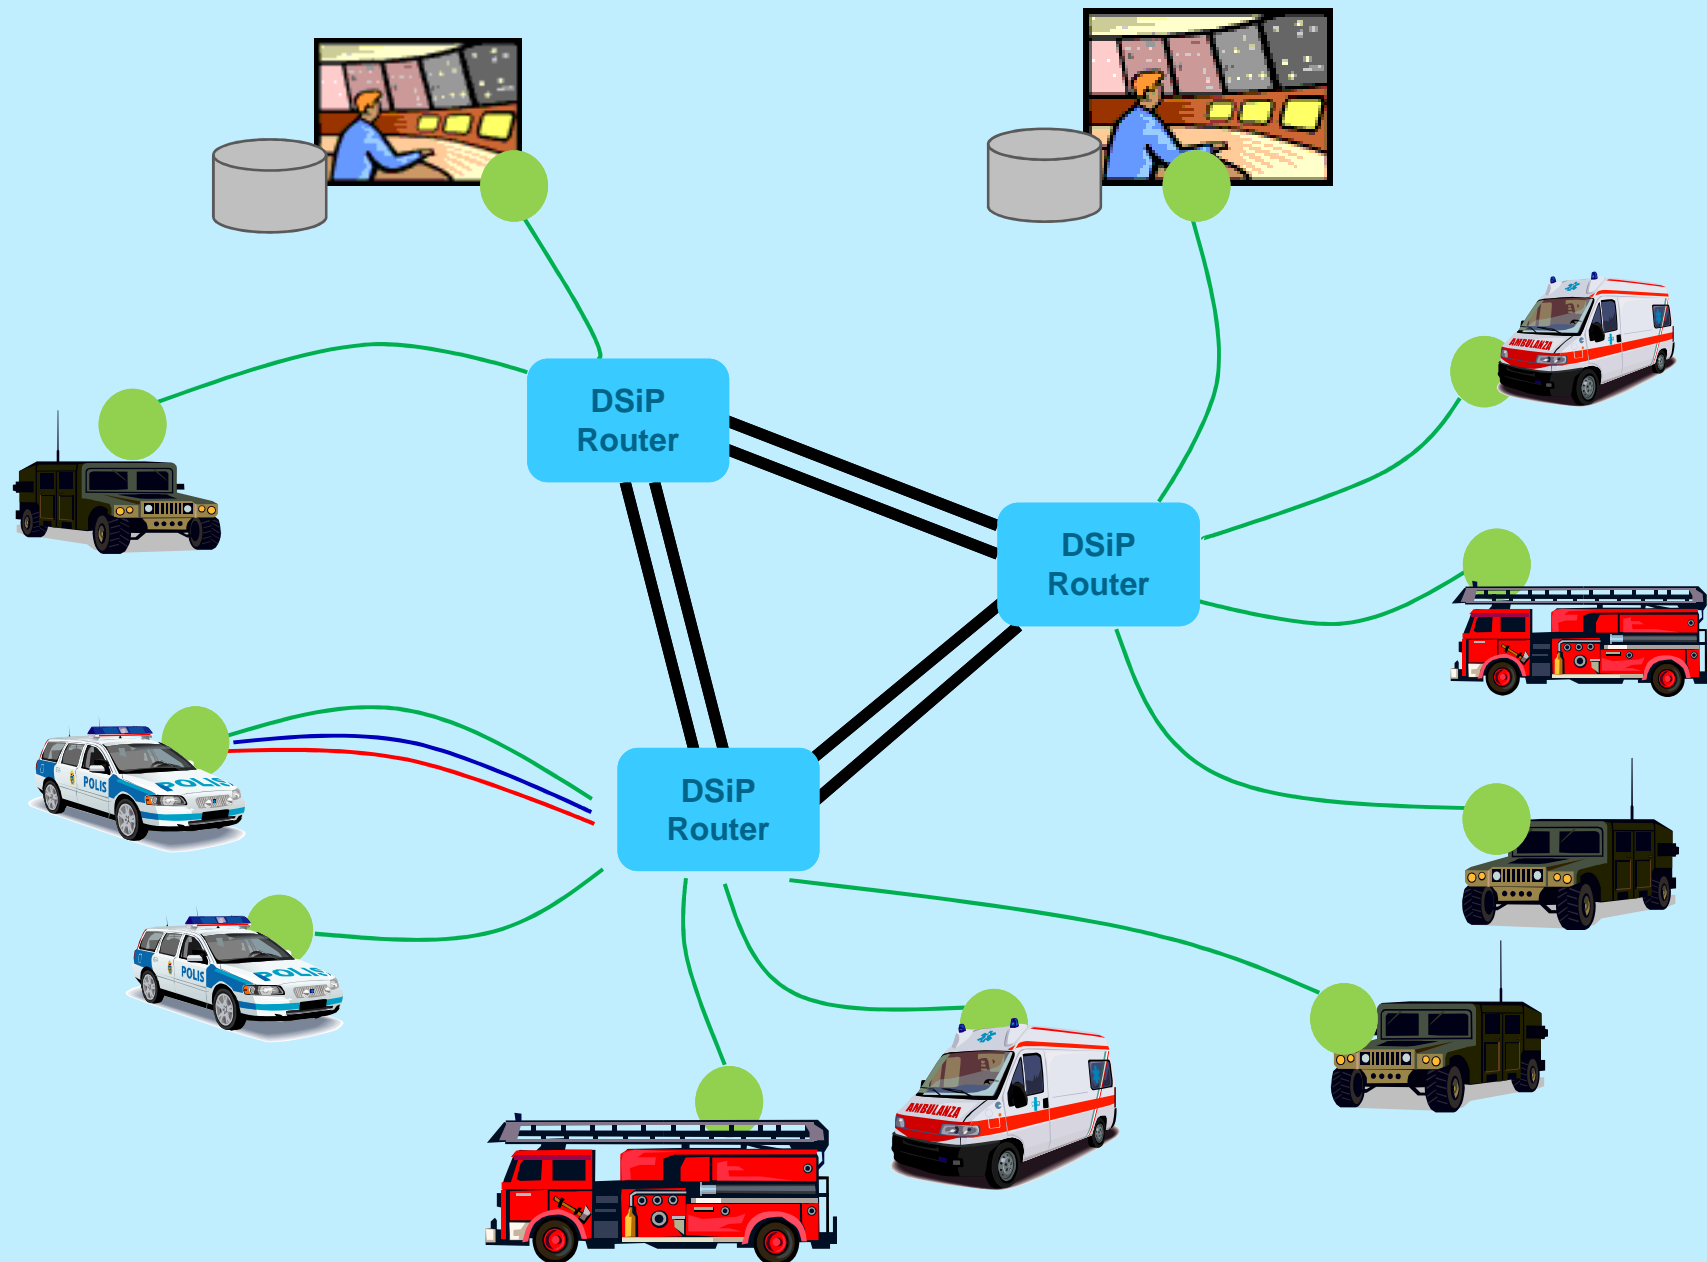 DSiP
Router
DSiP
Router
DSiP
Router
AMBULANZA
POLIS
POLIS
POLIS
POLIS
AMBULANZA